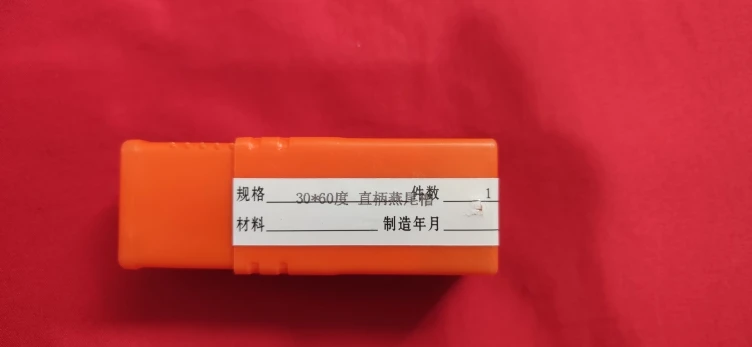 规格 30*60度 直柄燕尾槽 件数 1
材料 制造年月